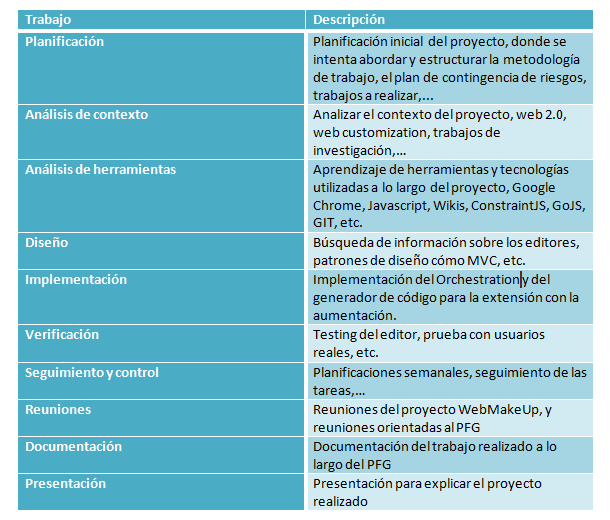 Trabajo Descripción
Planificación Planificación inicial del proyecto, donde se
intenta abordar y estructurar la metodología
de trabajo, el plan de contingencia de riesgos,
trabajos a realizar,...
Análisis de contexto Analizar el contexto del proyecto, web 2.0,
web customization, trabajos de
investigación,...
Análisis de herramientas Aprendizaje de herramientas y tecnologías
utilizadas a lo largo del proyecto, Google
Chrome, Javascript, Wikis, ConstraintJS, GoJS,
GIT, etc.
Diseño Búsqueda de información sobre los editores,
patrones de diseño cómo MVC, etc.
Implementación Implementación del Orchestration y del
generador de código para la extensión con la
aumentación.
Verificación Testing del editor, prueba con usuarios
reales, etc.
Seguimiento y control Planificaciones semanales, seguimiento de las
tareas,...
Reuniones Reuniones del proyecto WebMakeUp, y
reuniones orientadas al PFG
Documentación Documentación del trabajo realizado a lo
largo del PFG
Presentación Presentación para explicar el proyecto
realizado